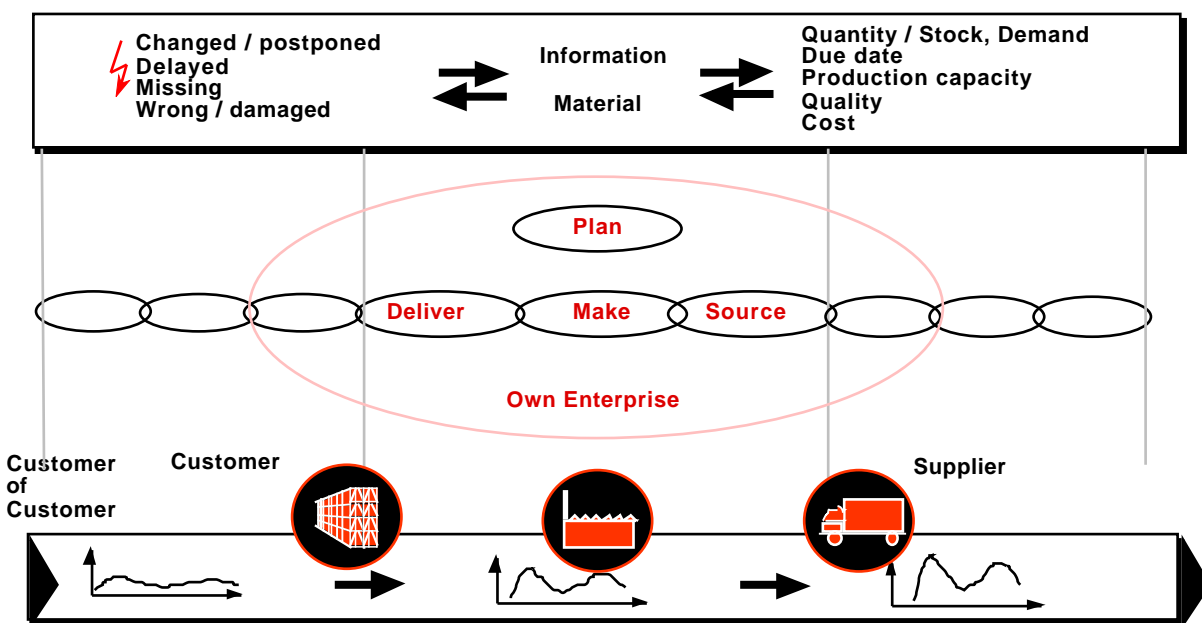 Changed / postponed
Delayed
Missing
Wrong / damaged
Information
Material
Quantity / Stock, Demand
Due date
Production capacity
Quality
Cost
Plan
Deliver
Make
Source
Own Enterprise
Customer
of
Customer
Customer
Supplier